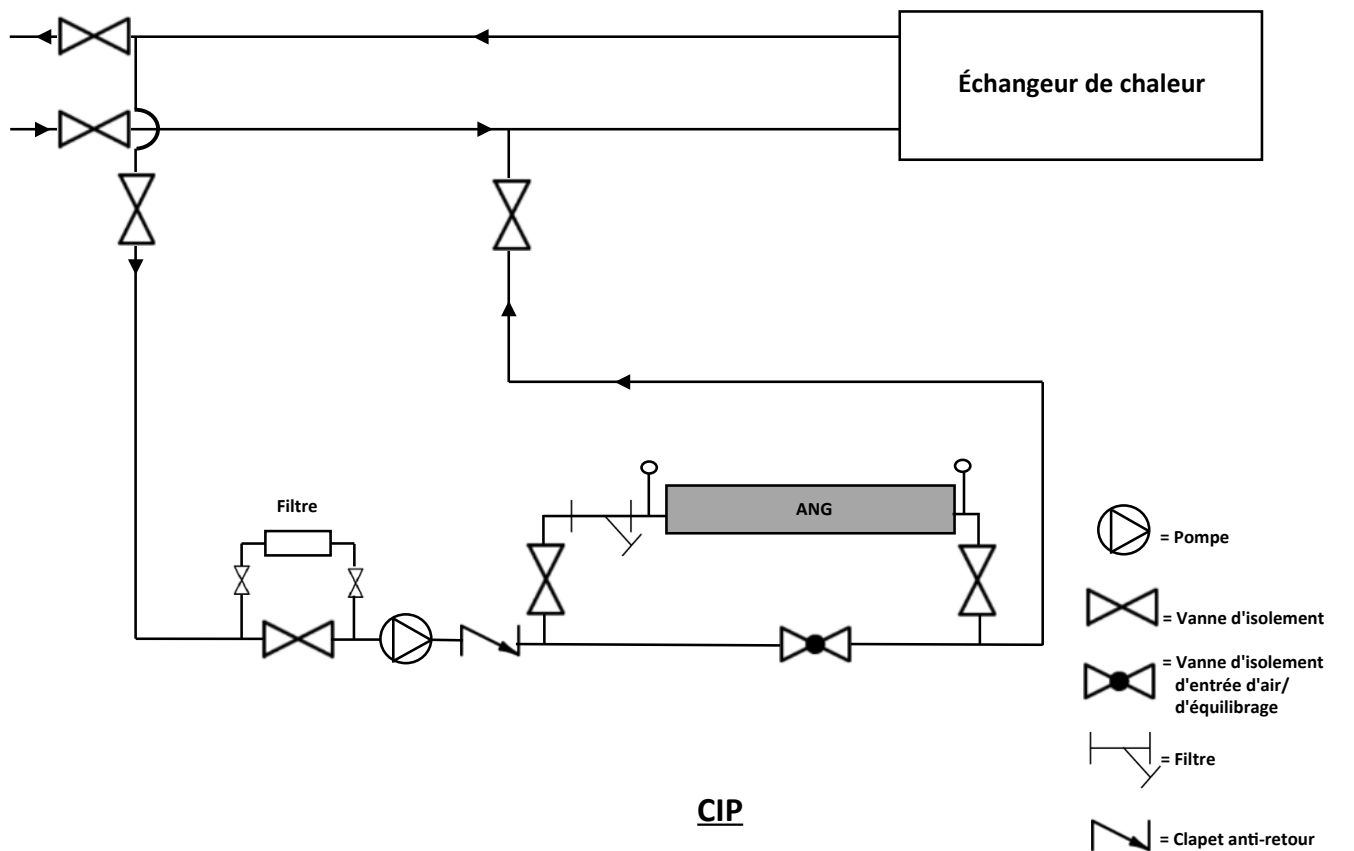 Échangeur de chaleur
Filtre
ANG
= Pompe
= Vanne d'isolement
= Vanne d'isolement
d'entrée d'air/
d'équilibrage
= Filtre
= Clapet anti-retour
CIP